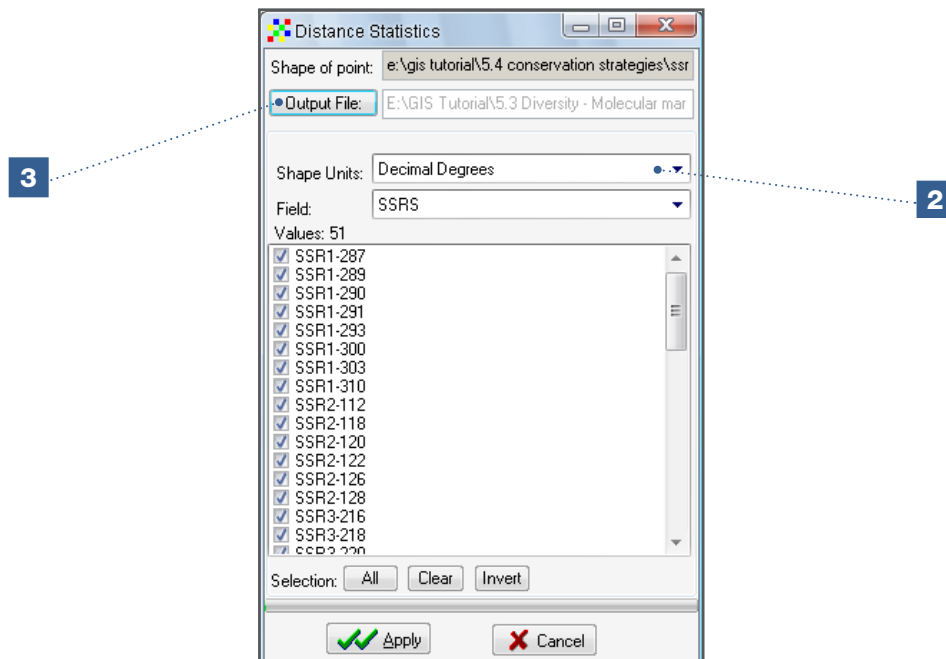 Distance Statistics
Shape of point: e:\gis tutorial\5.4 conservation strategies\ssr
Output File: E:\GIS Tutorial\5.3 Diversity - Molecular mar
3
Shape Units: Decimal Degrees
2
Field: SSRS
Values: 51
SSR1-287
SSR1-289
SSR1-290
SSR1-291
SSR1-293
SSR1-300
SSR1-303
SSR1-310
SSR2-112
SSR2-118
SSR2-120
SSR2-122
SSR2-126
SSR2-128
SSR3-216
SSR3-218
SSR3-220
Selection: All Clear Invert
Apply Cancel